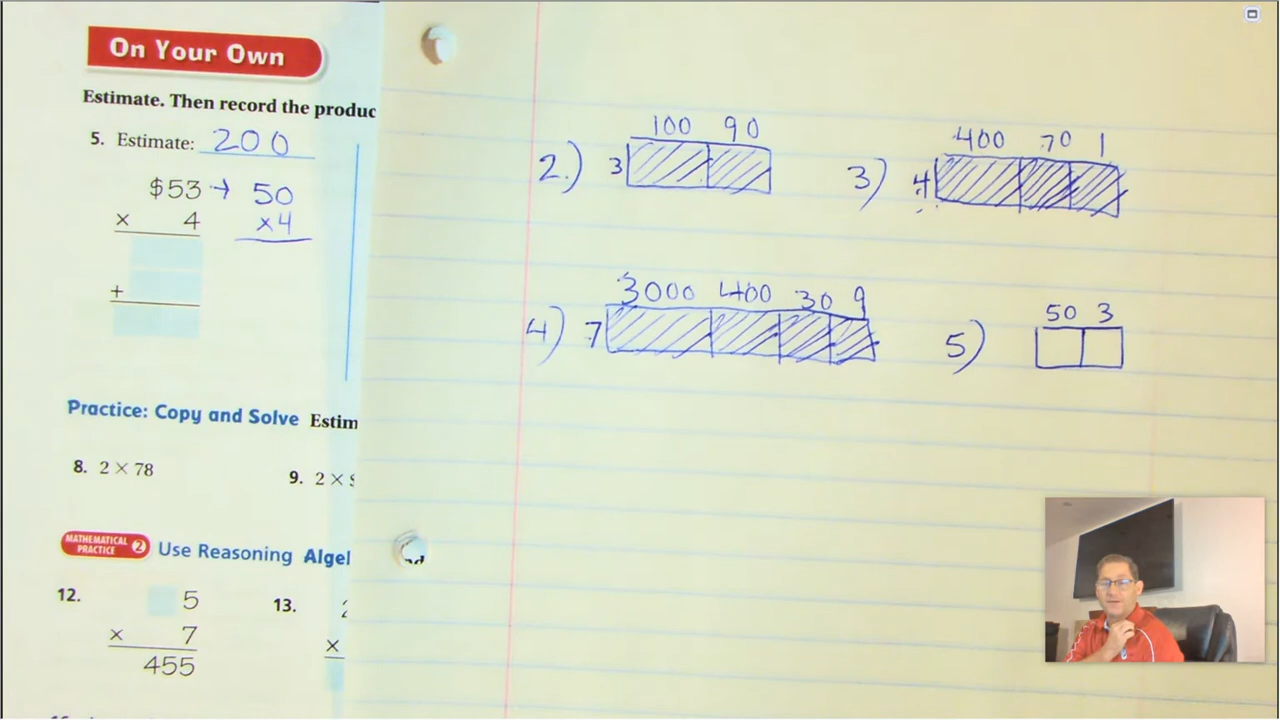 On Your Own
Estimate. Then record the produc
5. Estimate: 200
$53 → 50
× 4 ×4
+
Practice: Copy and Solve Estim
8. 2 × 78
9. 2 ×
MATHEMATICAL PRACTICE 2 Use Reasoning Algel
12. 5
× 7
455
13.
×
100 90
2.) 3
400 70 1
3) 4
3000 400 30 9
4) 7
50 3
5)